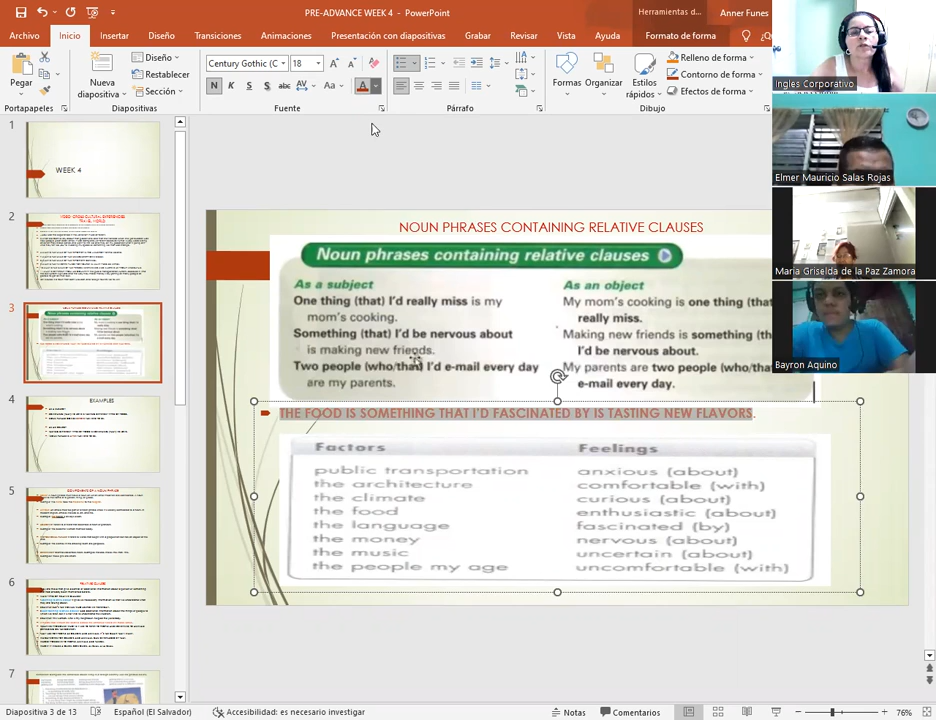 PRE-ADVANCE WEEK 4 - PowerPoint
Herramientas d...
Anner Funes
Archivo Inicio Insertar Diseño Transiciones Animaciones Presentación con diapositivas Grabar Revisar Vista Ayuda Formato de forma
Pegar
Nueva diapositiva
Diseño
Restablecer
Sección
Century Gothic (C
18
N K S S abc AV Aa A
Formas
Organizar
Estilos rápidos
Relleno de forma
Contorno de forma
Efectos de forma
Portapapeles Diapositivas Fuente Párrafo Dibujo
Ingles Corporativo
Elmer Mauricio Salas Rojas
Maria Griselda de la Paz Zamora
Bayron Aquino
1
WEEK 4
2
3
4
EXAMPLES
5
6
7
NOUN PHRASES CONTAINING RELATIVE CLAUSES
Noun phrases containing relative clauses
As a subject
One thing (that) I'd really miss is my
mom's cooking.
Something (that) I'd be nervous about
is making new friends.
Two people (who/that) I'd e-mail every day
are my parents.
As an object
My mom's cooking is one thing (that
really miss.
Making new friends is something (th
I'd be nervous about.
My parents are two people (who/tha
e-mail every day.
THE FOOD IS SOMETHING THAT I'D FASCINATED BY IS TASTING NEW FLAVORS.
Factors
public transportation
the architecture
the climate
the food
the language
the money
the music
the people my age
Feelings
anxious (about)
comfortable (with)
curious (about)
enthusiastic (about)
fascinated (by)
nervous (about)
uncertain (about)
uncomfortable (with)
Diapositiva 3 de 13
Español (El Salvador)
Accesibilidad: es necesario investigar
Notas
Comentarios
76%